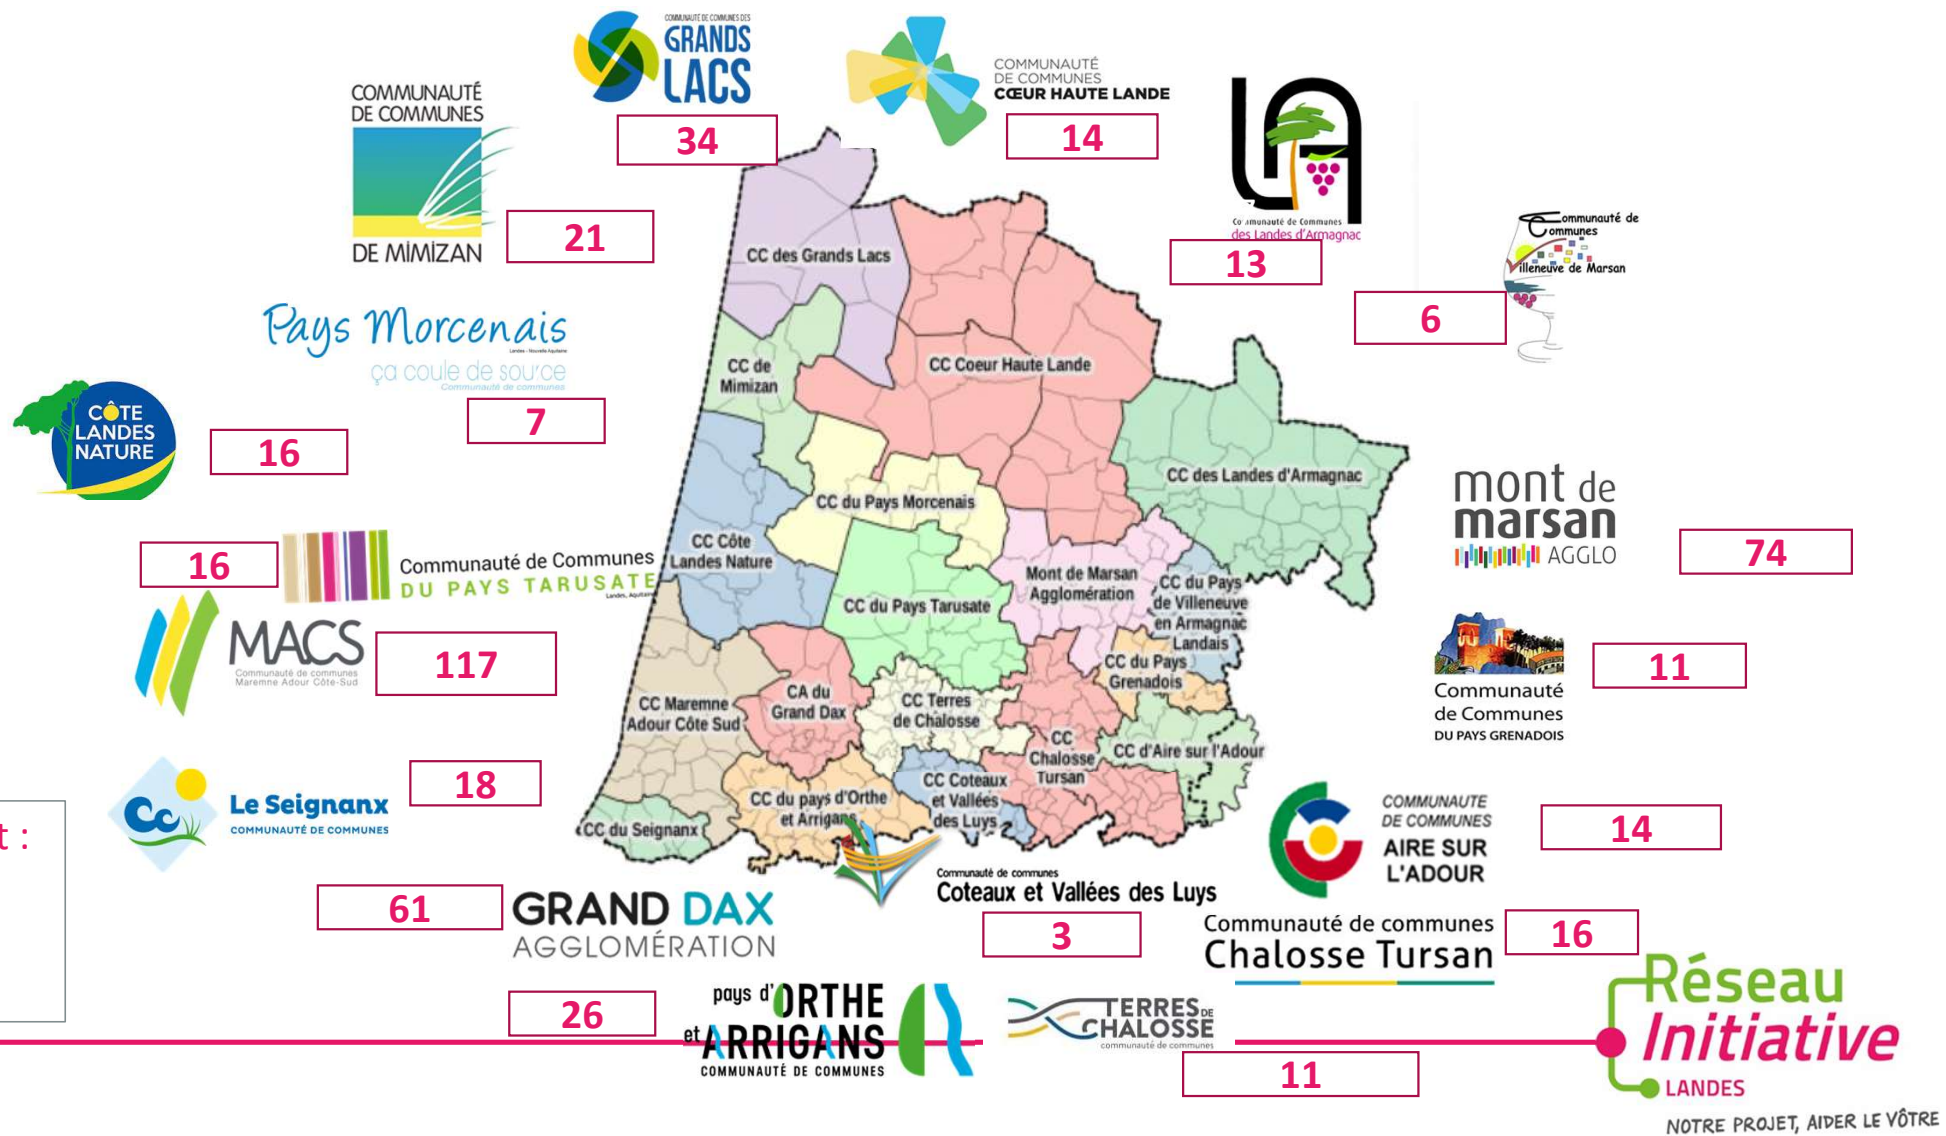 COMMUNAUTÉ DE COMMUNES DES
GRANDS
LACS
34
COMMUNAUTÉ
DE COMMUNES
CŒUR HAUTE LANDE
14
LA
Communauté de Communes
des Landes d'Armagnac
13
COMMUNAUTÉ
DE COMMUNES
DE MIMIZAN
21
Communauté de
Communes
Villeneuve de Marsan
6
Pays Morcenais
Landes - Nouvelle Aquitaine
ça coule de source
Communauté de communes
7
CÔTE
LANDES
NATURE
16
mont de
marsan
AGGLO
74
16
Communauté de Communes
DU PAYS TARUSATE
Landes, Aquitaine
MACS
Communauté de communes
Maremne Adour Côte-Sud
117
Communauté
de Communes
DU PAYS GRENADOIS
11
CC
Le Seignanx
COMMUNAUTÉ DE COMMUNES
18
t :
COMMUNAUTE
DE COMMUNES
AIRE SUR
L'ADOUR
14
CC des Grands Lacs
CC de
Mimizan
CC Coeur Haute Lande
CC des Landes d'Armagnac
CC du Pays Morcenais
CC Côte
Landes Nature
CC du Pays Tarusate
Mont de Marsan
Agglomération
CC du Pays
de Villeneuve
en Armagnac
Landais
CC du Pays
Grenadois
CC Maremne
Adour Côte Sud
CA du
Grand Dax
CC Terres
de Chalosse
CC
Chalosse
Tursan
CC d'Aire sur l'Adour
CC du pays d'Orthe
et Arrigans
CC Coteaux
et Vallées
des Luys
CC du Seignanx
61
GRAND DAX
AGGLOMÉRATION
Communauté de communes
Coteaux et Vallées des Luys
3
Communauté de communes
Chalosse Tursan
16
26
pays d'ORTHE
et ARRIGANS
COMMUNAUTÉ DE COMMUNES
TERRES DE
CHALOSSE
communauté de communes
11
Réseau
Initiative
LANDES
NOTRE PROJET, AIDER LE VÔTRE